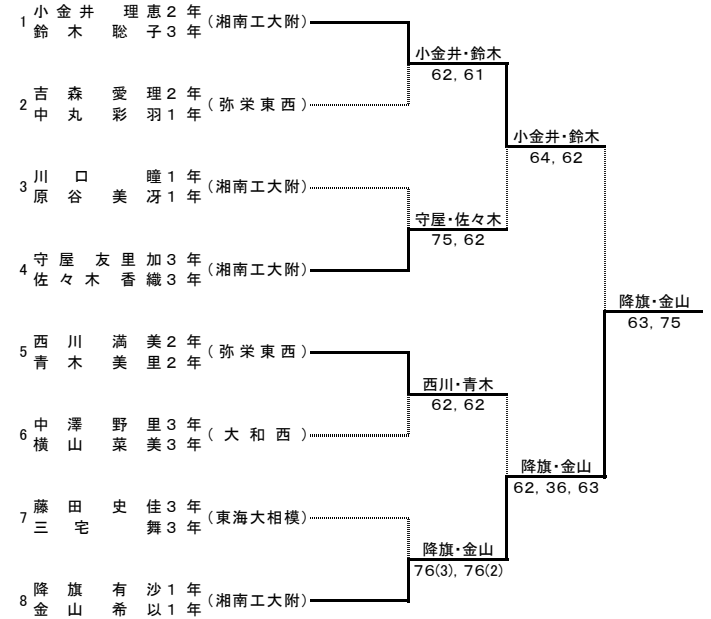 1 小金井 理恵 2 年 (湘南工大附)
鈴木 聡子 3 年
小金井・鈴木
62, 61
2 吉森 愛理 2 年 (弥栄東西)
中丸 彩羽 1 年
小金井・鈴木
64, 62
3 川口 瞳 1 年 (湘南工大附)
原谷 美冴 1 年
守屋・佐々木
75, 62
4 守屋 友里加 3 年 (湘南工大附)
佐々木 香織 3 年
降旗・金山
63, 75
5 西川 満美 2 年 (弥栄東西)
青木 美里 2 年
西川・青木
62, 62
6 中澤 野里 3 年 (大和西)
横山 菜美 3 年
降旗・金山
62, 36, 63
7 藤田 史佳 3 年 (東海大相模)
三宅 舞 3 年
降旗・金山
76(3), 76(2)
8 降旗 有沙 1 年 (湘南工大附)
金山 希以 1 年